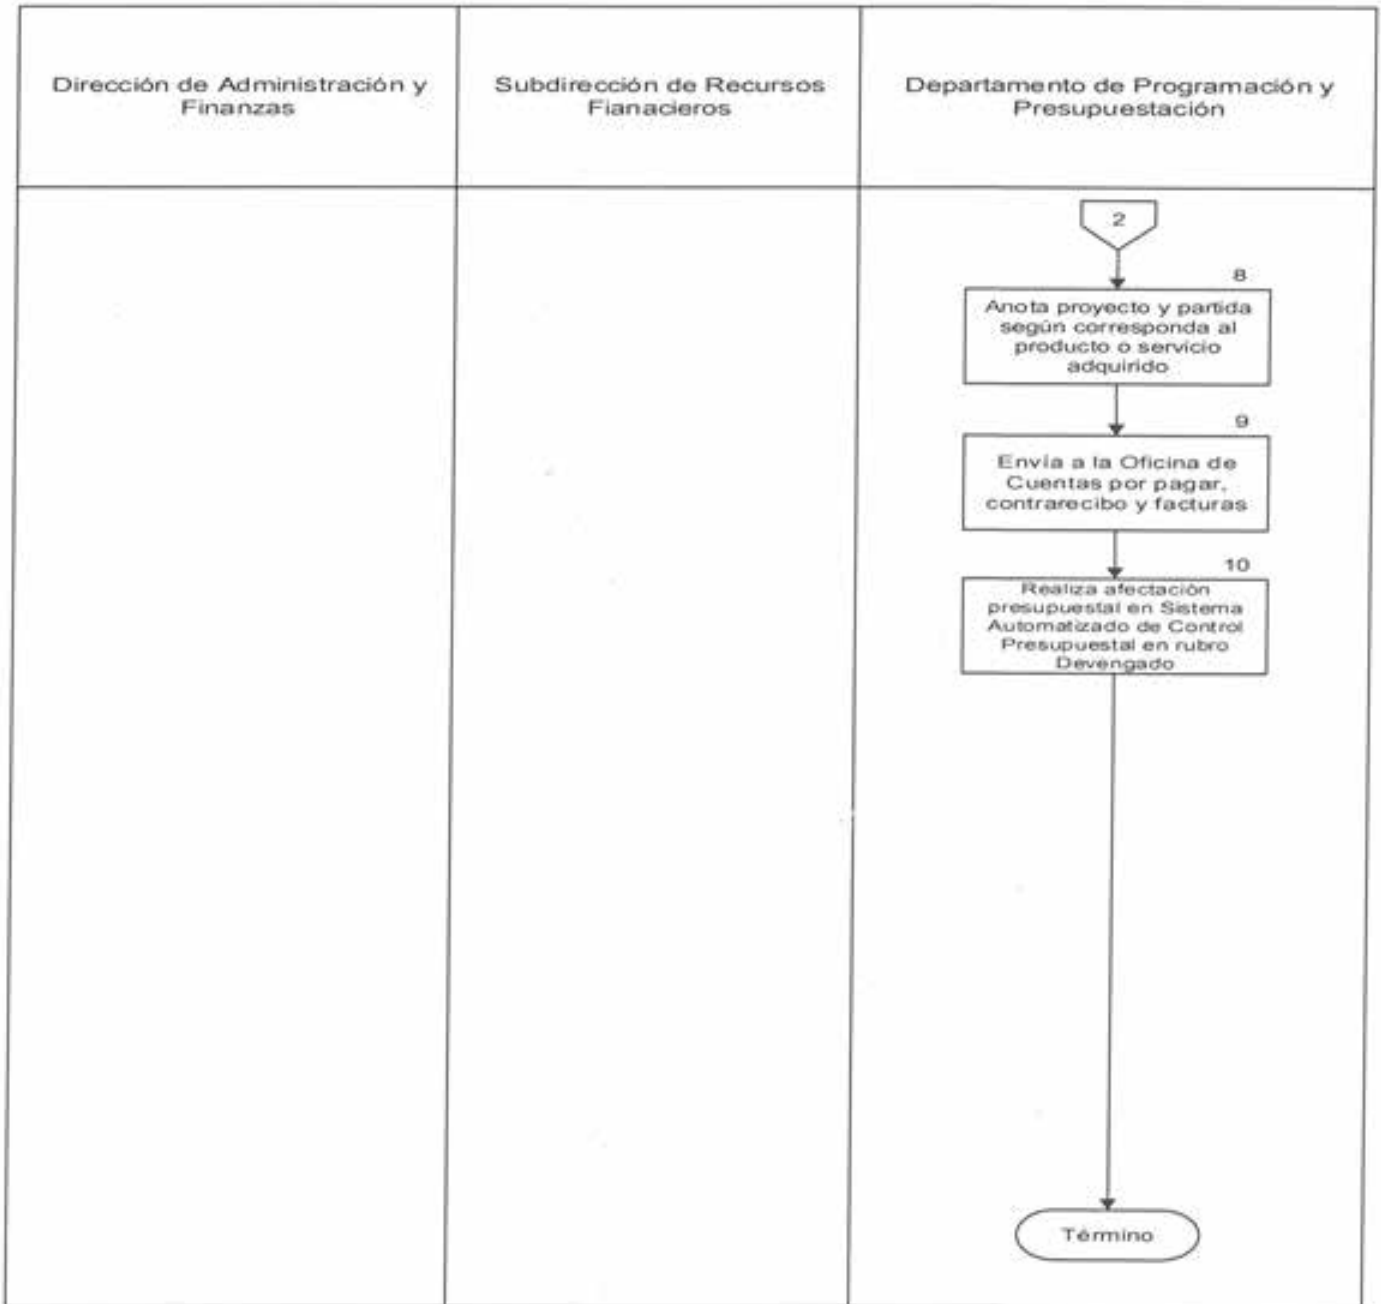 Dirección de Administración y
Finanzas
Subdirección de Recursos
Fianacieros
Departamento de Programación y
Presupuestación
2
8
Anota proyecto y partida
según corresponda al
producto o servicio
adquirido
9
Envía a la Oficina de
Cuentas por pagar,
contrarecibo y facturas
10
Realiza afectación
presupuestal en Sistema
Automatizado de Control
Presupuestal en rubro
Devengado
Término